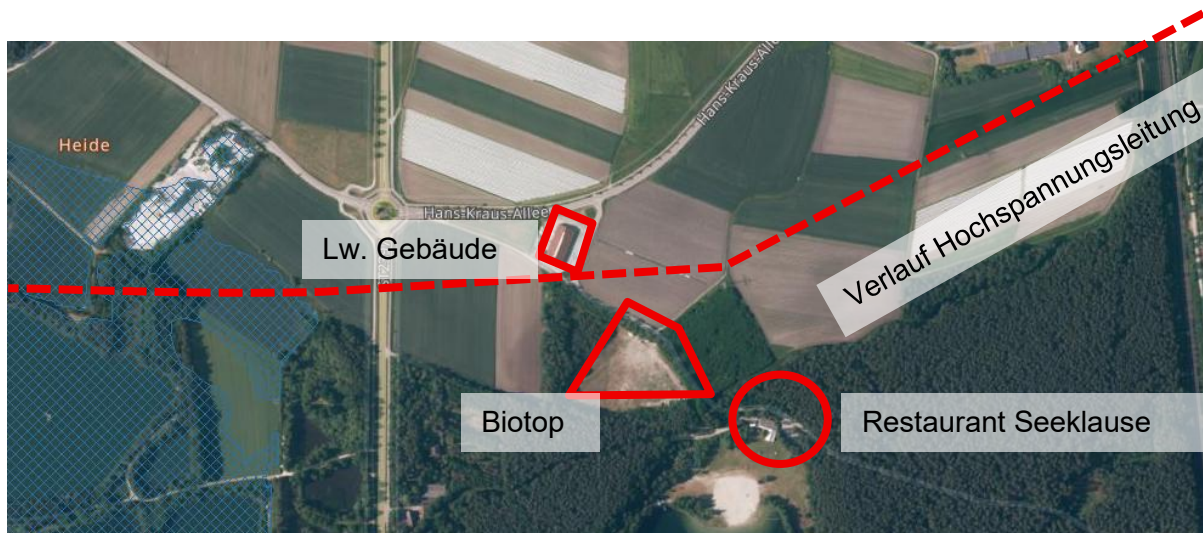 Heide
Hans-Kraus-Allee
Hans-Kraus-Allee
Lw. Gebäude
Verlauf Hochspannungsleitung
Biotop
Restaurant Seeklause